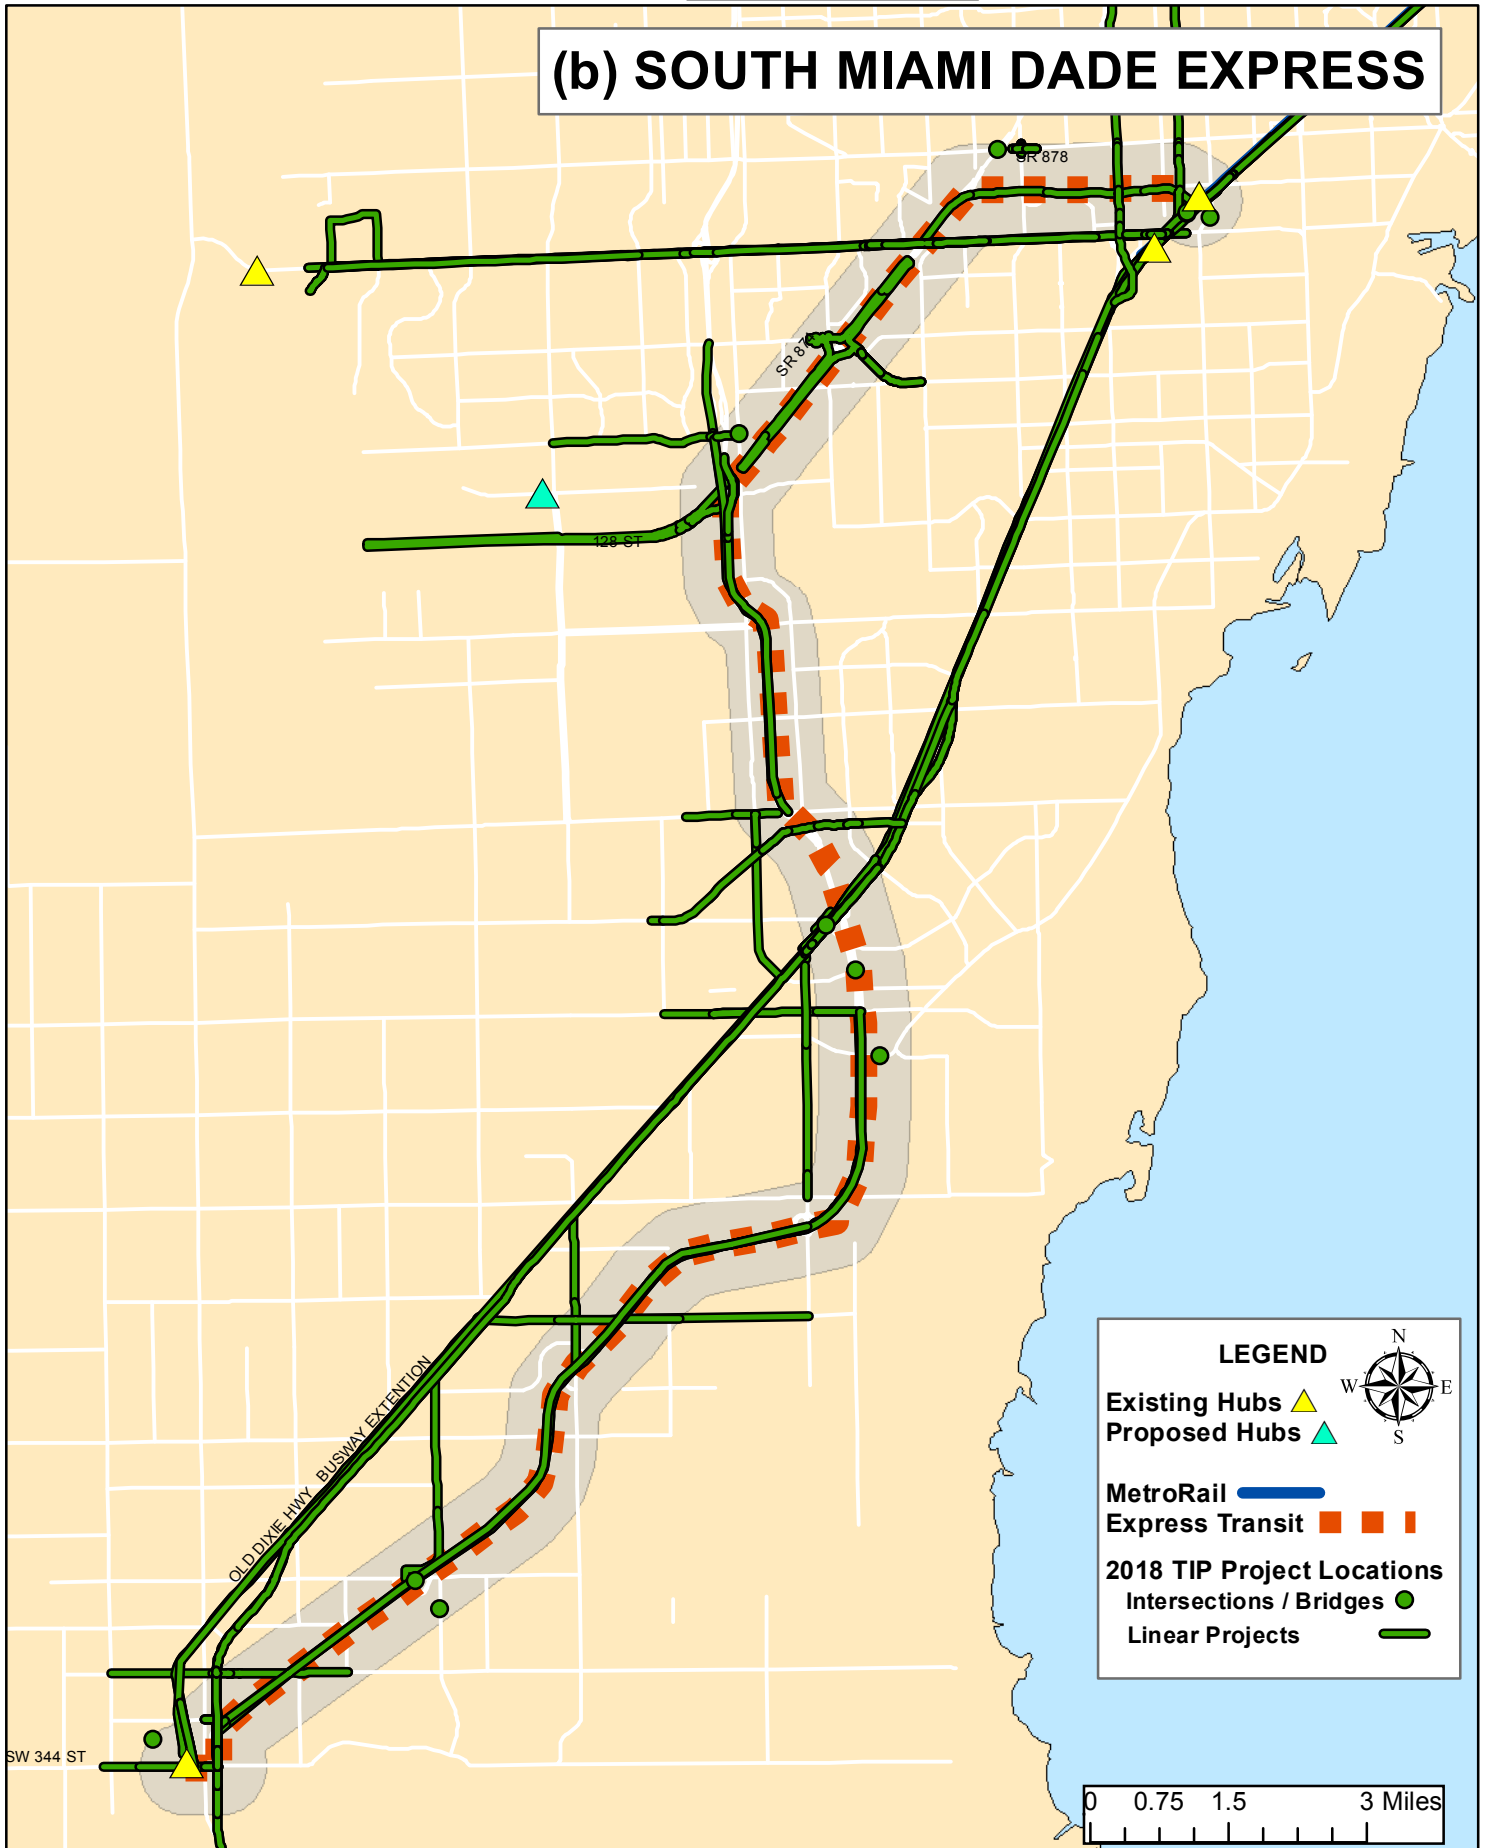 (b) SOUTH MIAMI DADE EXPRESS
SR 878
SR 874
128 ST
OLD DIXIE HWY
BUSWAY EXTENTION
SW 344 ST
LEGEND
N
W
E
S
Existing Hubs
Proposed Hubs
MetroRail
Express Transit
2018 TIP Project Locations
Intersections / Bridges
Linear Projects
0 0.75 1.5 3 Miles